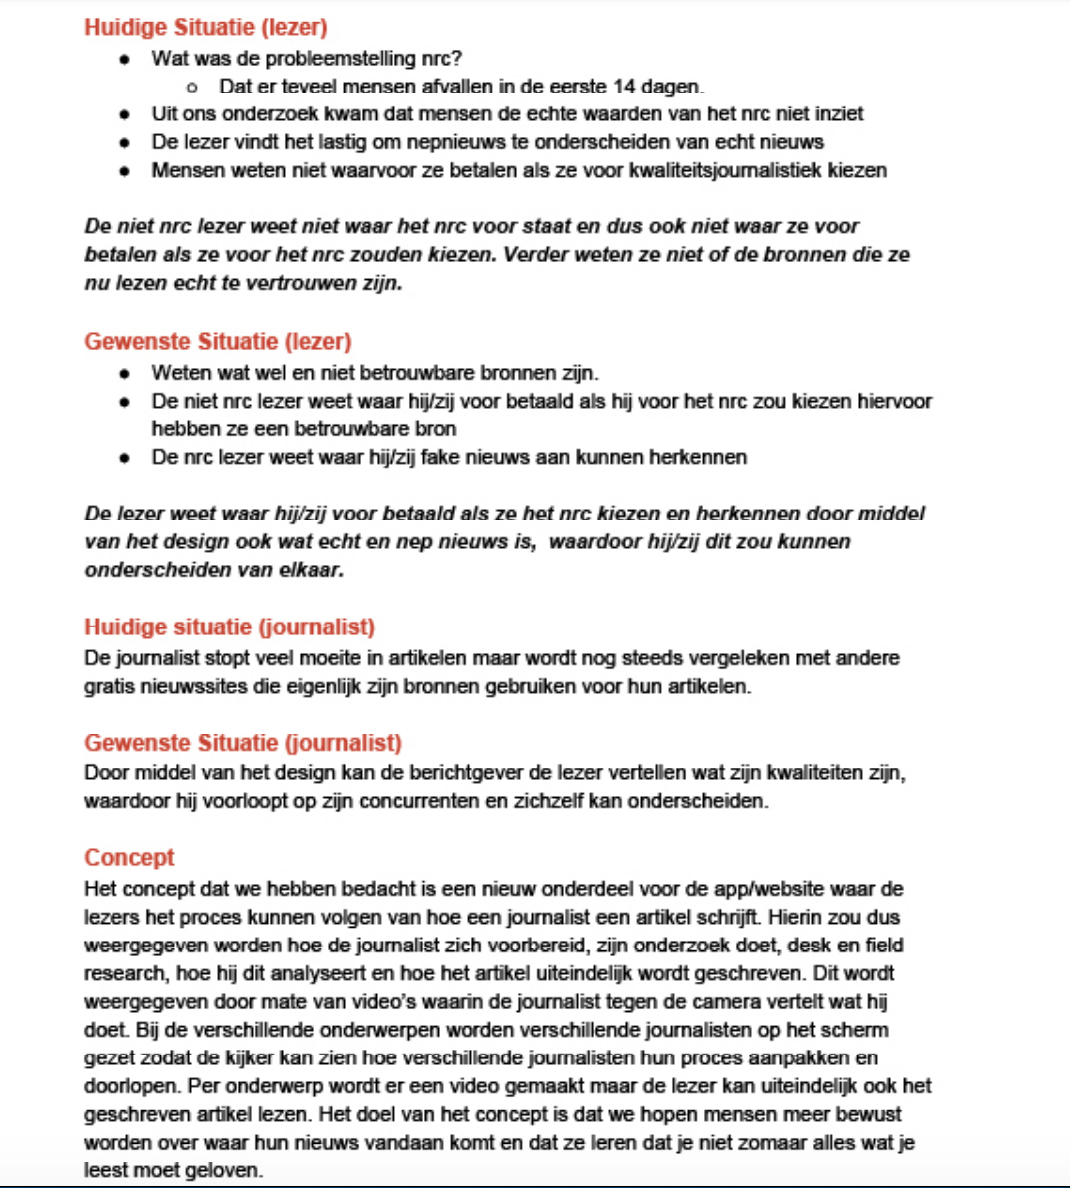 Huidige Situatie (lezer)
● Wat was de probleemstelling nrc?
○ Dat er teveel mensen afvallen in de eerste 14 dagen.
● Uit ons onderzoek kwam dat mensen de echte waarden van het nrc niet inziet
● De lezer vindt het lastig om nepnieuws te onderscheiden van echt nieuws
● Mensen weten niet waarvoor ze betalen als ze voor kwaliteitsjournalistiek kiezen
De niet nrc lezer weet niet waar het nrc voor staat en dus ook niet waar ze voor
betalen als ze voor het nrc zouden kiezen. Verder weten ze niet of de bronnen die ze
nu lezen echt te vertrouwen zijn.
Gewenste Situatie (lezer)
● Weten wat wel en niet betrouwbare bronnen zijn.
● De niet nrc lezer weet waar hij/zij voor betaald als hij voor het nrc zou kiezen hiervoor
hebben ze een betrouwbare bron
● De nrc lezer weet waar hij/zij fake nieuws aan kunnen herkennen
De lezer weet waar hij/zij voor betaald als ze het nrc kiezen en herkennen door middel
van het design ook wat echt en nep nieuws is,  waardoor hij/zij dit zou kunnen
onderscheiden van elkaar.
Huidige situatie (journalist)
De journalist stopt veel moeite in artikelen maar wordt nog steeds vergeleken met andere
gratis nieuwssites die eigenlijk zijn bronnen gebruiken voor hun artikelen.
Gewenste Situatie (journalist)
Door middel van het design kan de berichtgever de lezer vertellen wat zijn kwaliteiten zijn,
waardoor hij voorloopt op zijn concurrenten en zichzelf kan onderscheiden.
Concept
Het concept dat we hebben bedacht is een nieuw onderdeel voor de app/website waar de
lezers het proces kunnen volgen van hoe een journalist een artikel schrijft. Hierin zou dus
weergegeven worden hoe de journalist zich voorbereid, zijn onderzoek doet, desk en field
research, hoe hij dit analyseert en hoe het artikel uiteindelijk wordt geschreven. Dit wordt
weergegeven door mate van video's waarin de journalist tegen de camera vertelt wat hij
doet. Bij de verschillende onderwerpen worden verschillende journalisten op het scherm
gezet zodat de kijker kan zien hoe verschillende journalisten hun proces aanpakken en
doorlopen. Per onderwerp wordt er een video gemaakt maar de lezer kan uiteindelijk ook het
geschreven artikel lezen. Het doel van het concept is dat we hopen mensen meer bewust
worden over waar hun nieuws vandaan komt en dat ze leren dat je niet zomaar alles wat je
leest moet geloven.